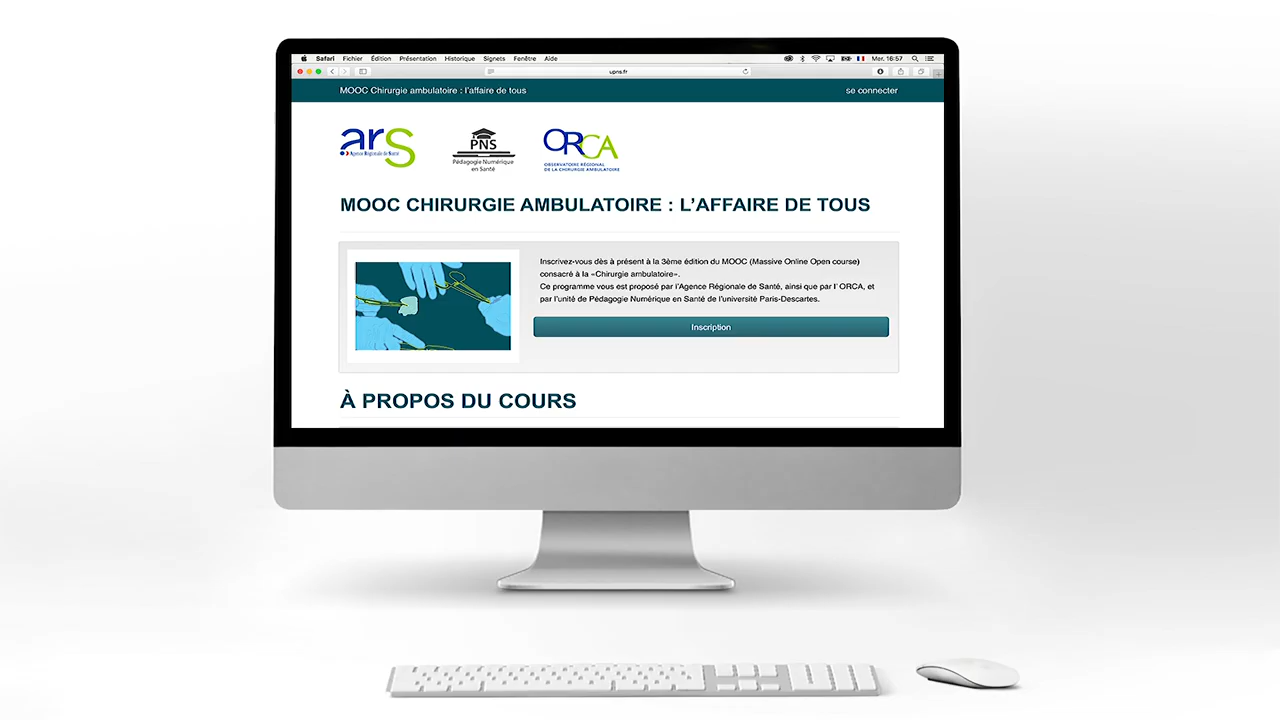 Safari Fichier Édition Présentation Historique Signets Fenêtre Aide Mer. 16:57
upns.fr
MOOC Chirurgie ambulatoire : l'affaire de tous se connecter
arS
Agence Régionale de Santé
PNS
Pédagogie Numérique
en Santé
ORCA
OBSERVATOIRE RÉGIONAL
DE LA CHIRURGIE AMBULATOIRE
MOOC CHIRURGIE AMBULATOIRE : L'AFFAIRE DE TOUS
Inscrivez-vous dès à présent à la 3ème édition du MOOC (Massive Online Open course)
consacré à la «Chirurgie ambulatoire».
Ce programme vous est proposé par l'Agence Régionale de Santé, ainsi que par l' ORCA, et
par l'unité de Pédagogie Numérique en Santé de l'université Paris-Descartes.
Inscription
À PROPOS DU COURS